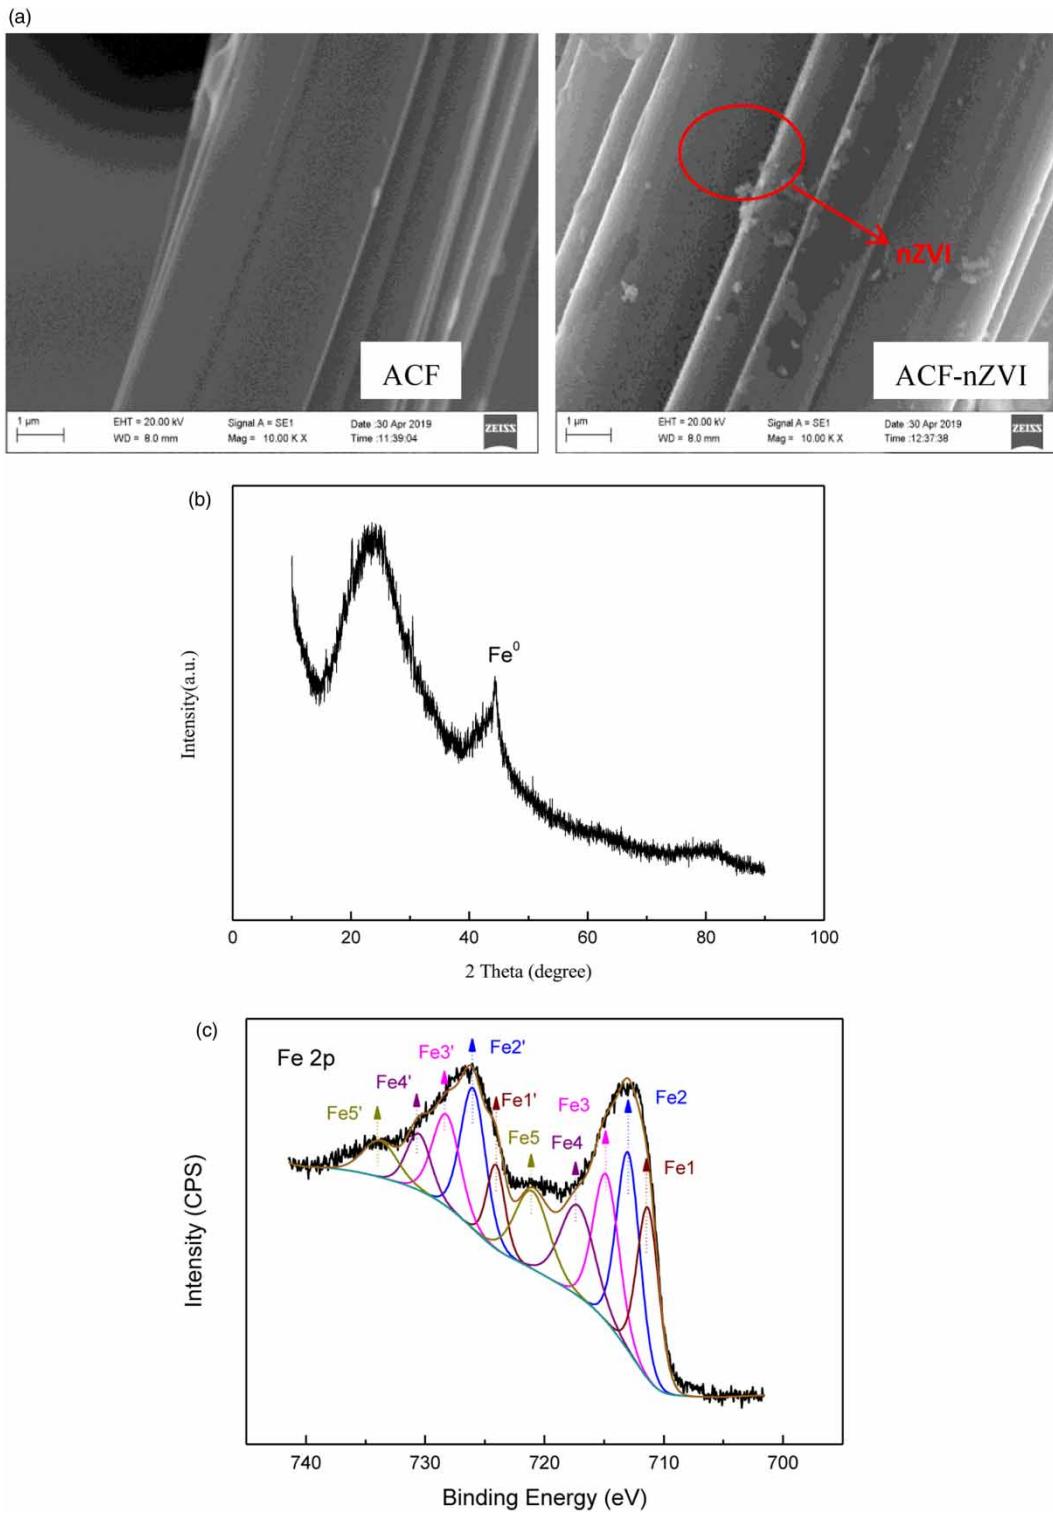 (a)
nZVI
ACF
ACF-nZVI
1 µm
EHT = 20.00 kV
Signal A = SE1
Date :30 Apr 2019
WD = 8.0 mm
Mag = 10.00 K X
Time :11:39:04
ZEISS
1 µm
EHT = 20.00 kV
Signal A = SE1
Date :30 Apr 2019
WD = 8.0 mm
Mag = 10.00 K X
Time :12:37:38
ZEISS
(b)
Fe⁰
Intensity(a.u.)
0 20 40 60 80 100
2 Theta (degree)
(c)
Fe 2p
Fe5'
Fe4'
Fe3'
Fe2'
Fe1'
Fe5
Fe4
Fe3
Fe2
Fe1
Intensity (CPS)
740 730 720 710 700
Binding Energy (eV)